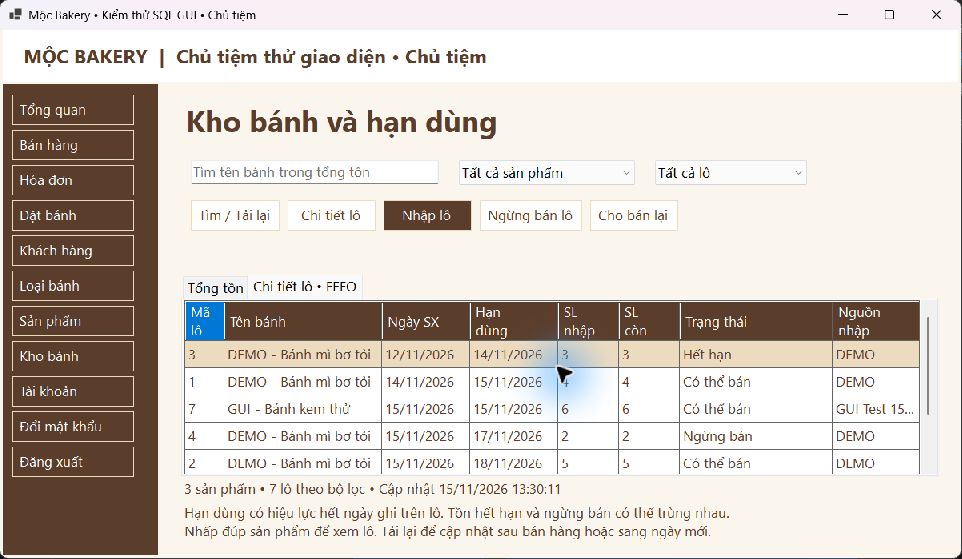 Mộc Bakery • Kiểm thử SQL GUI • Chủ tiệm
MỘC BAKERY | Chủ tiệm thử giao diện • Chủ tiệm
Tổng quan
Bán hàng
Hóa đơn
Đặt bánh
Khách hàng
Loại bánh
Sản phẩm
Kho bánh
Tài khoản
Đổi mật khẩu
Đăng xuất
Kho bánh và hạn dùng
Tìm tên bánh trong tổng tồn
Tất cả sản phẩm
Tất cả lô
Tìm / Tải lại
Chi tiết lô
Nhập lô
Ngừng bán lô
Cho bán lại
Tổng tồn
Chi tiết lô • FEFO
Mã lô Tên bánh Ngày SX Hạn dùng SL nhập SL còn Trạng thái Nguồn nhập
3 DEMO - Bánh mì bơ tỏi 12/11/2026 14/11/2026 3 3 Hết hạn DEMO
1 DEMO - Bánh mì bơ tỏi 14/11/2026 15/11/2026 4 4 Có thể bán DEMO
7 GUI - Bánh kem thử 15/11/2026 15/11/2026 6 6 Có thể bán GUI Test 15...
4 DEMO - Bánh mì bơ tỏi 15/11/2026 17/11/2026 2 2 Ngừng bán DEMO
2 DEMO - Bánh mì bơ tỏi 15/11/2026 18/11/2026 5 5 Có thể bán DEMO
3 sản phẩm • 7 lô theo bộ lọc • Cập nhật 15/11/2026 13:30:11
Hạn dùng có hiệu lực hết ngày ghi trên lô. Tồn hết hạn và ngừng bán có thể trùng nhau.
Nhấp đúp sản phẩm để xem lô. Tải lại để cập nhật sau bán hàng hoặc sang ngày mới.